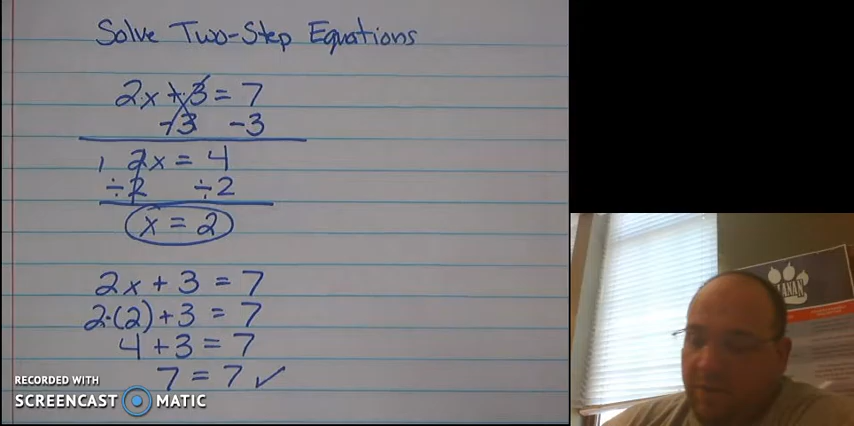 Solve Two-Step Equations
2x + 3 = 7
-3 -3
1 2x = 4
÷2 ÷2
x = 2
2x + 3 = 7
2·(2) + 3 = 7
4 + 3 = 7
7 = 7 ✓
RECORDED WITH
SCREENCAST MATIC